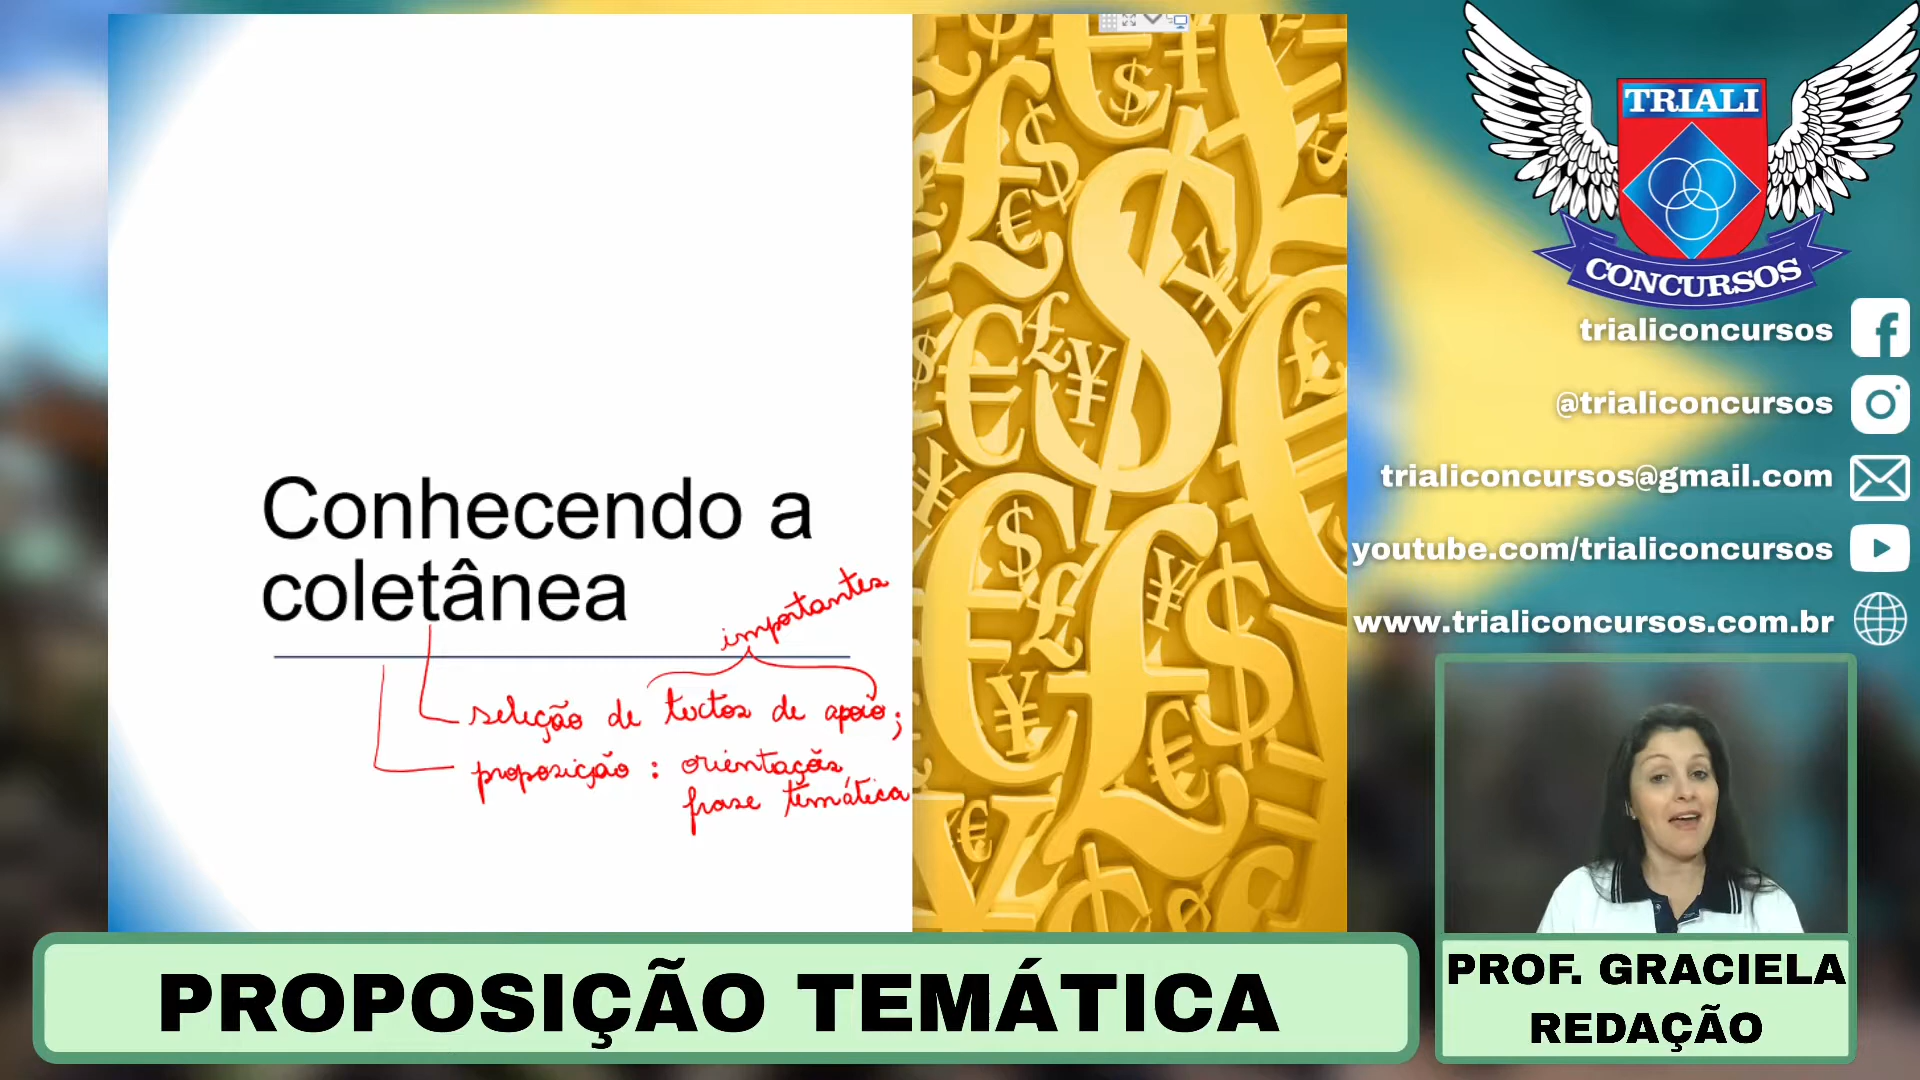 Conhecendo a
coletânea
importantes
seleção de textos de apoio;
proposição: orientações,
frase temática
TRIALI
CONCURSOS
trialiconcursos
@trialiconcursos
trialiconcursos@gmail.com
youtube.com/trialiconcursos
www.trialiconcursos.com.br
PROPOSIÇÃO TEMÁTICA
PROF. GRACIELA
REDAÇÃO